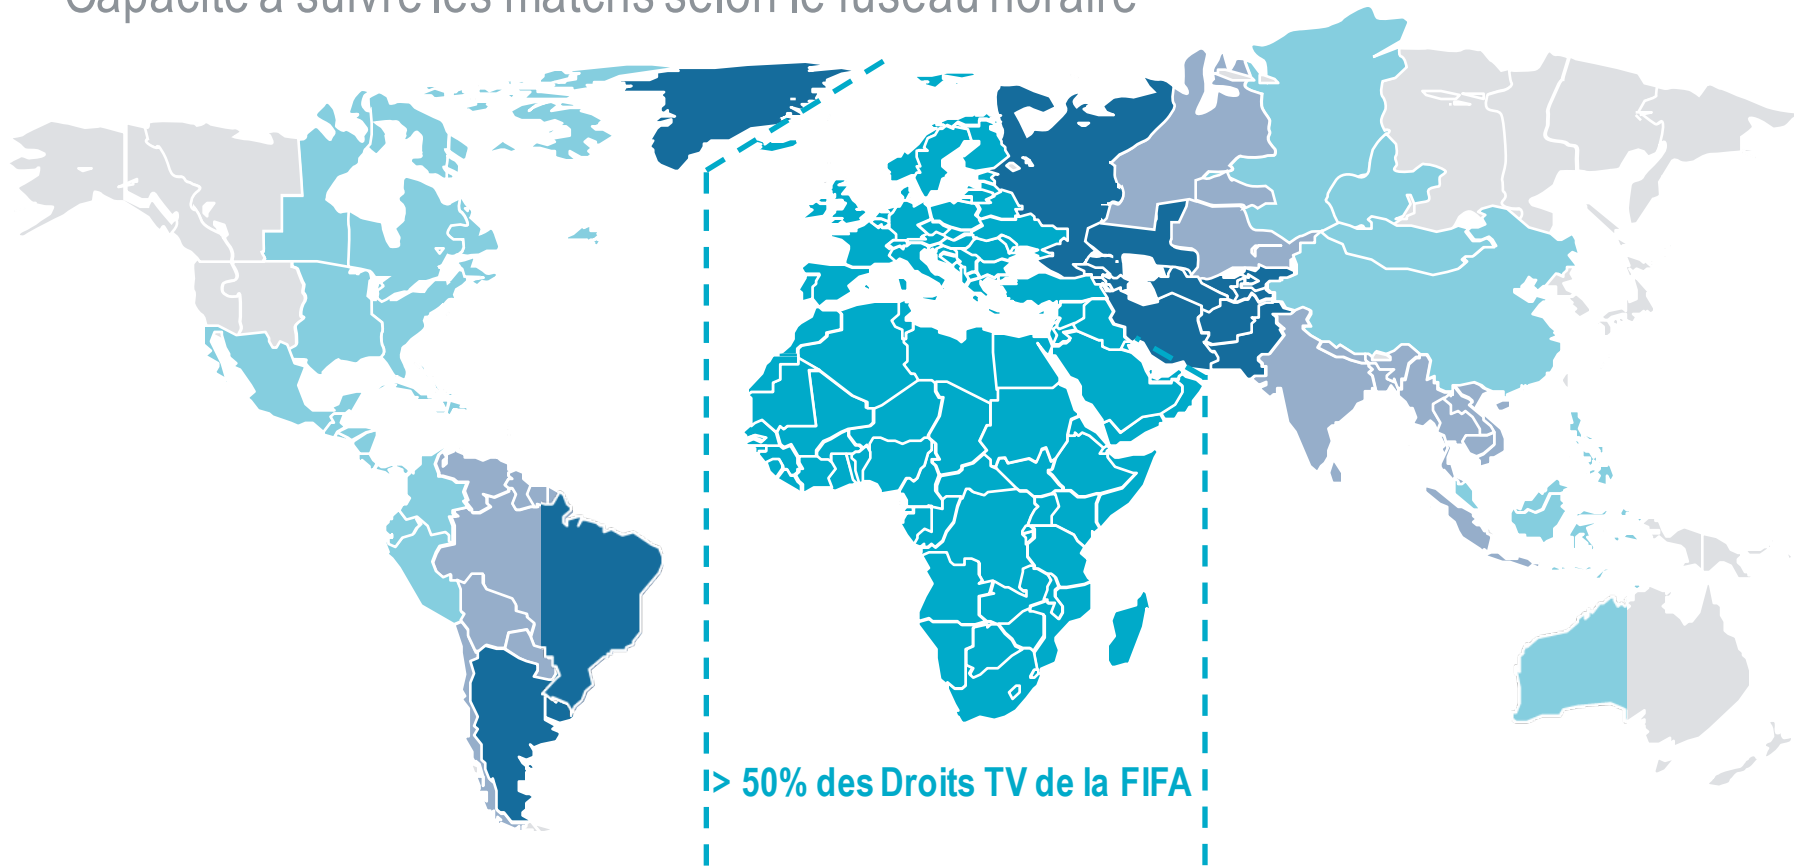 Capacité à suivre les matchs selon le fuseau horaire
> 50% des Droits TV de la FIFA